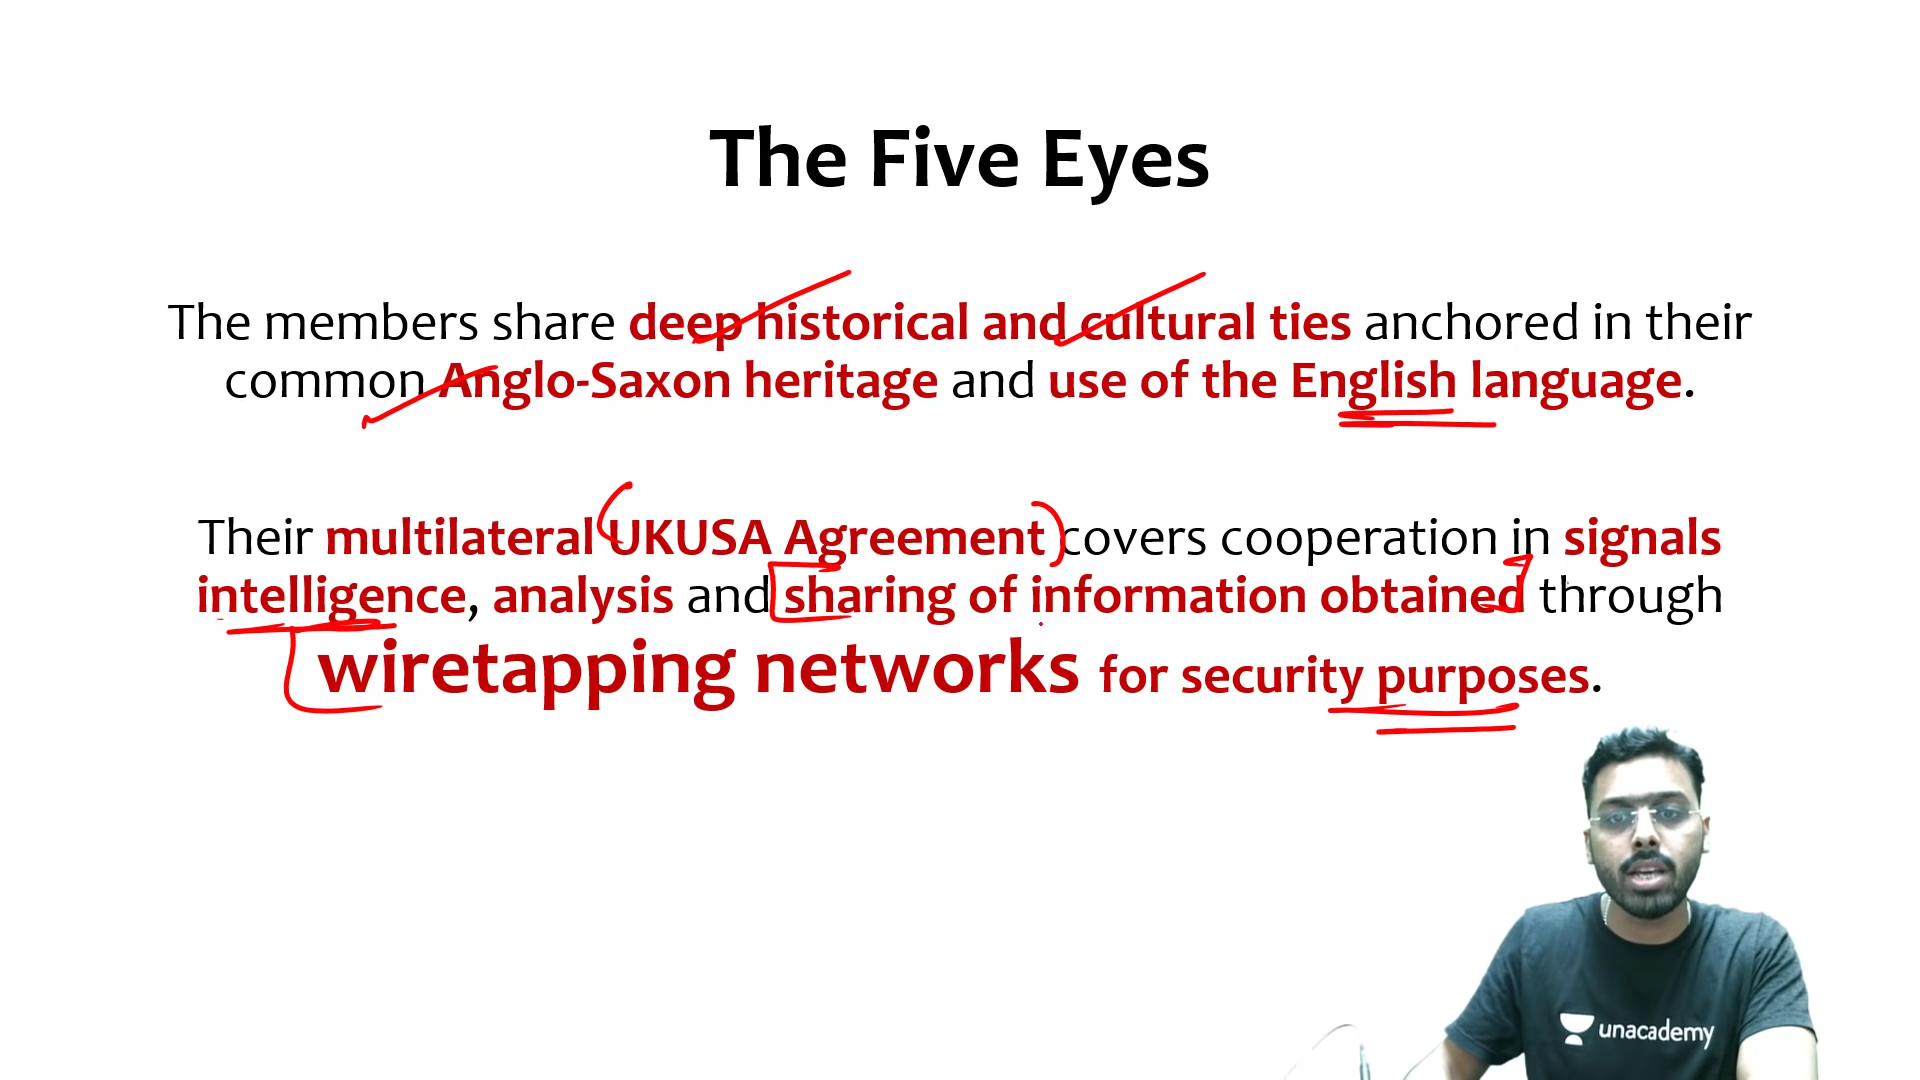 The Five Eyes
The members share deep historical and cultural ties anchored in their
common Anglo-Saxon heritage and use of the English language.
Their multilateral UKUSA Agreement covers cooperation in signals
intelligence, analysis and sharing of information obtained through
wiretapping networks for security purposes.
unacademy